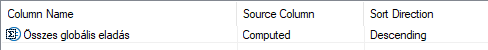 Column Name Source Column Sort Direction
Összes globális eladás Computed Descending